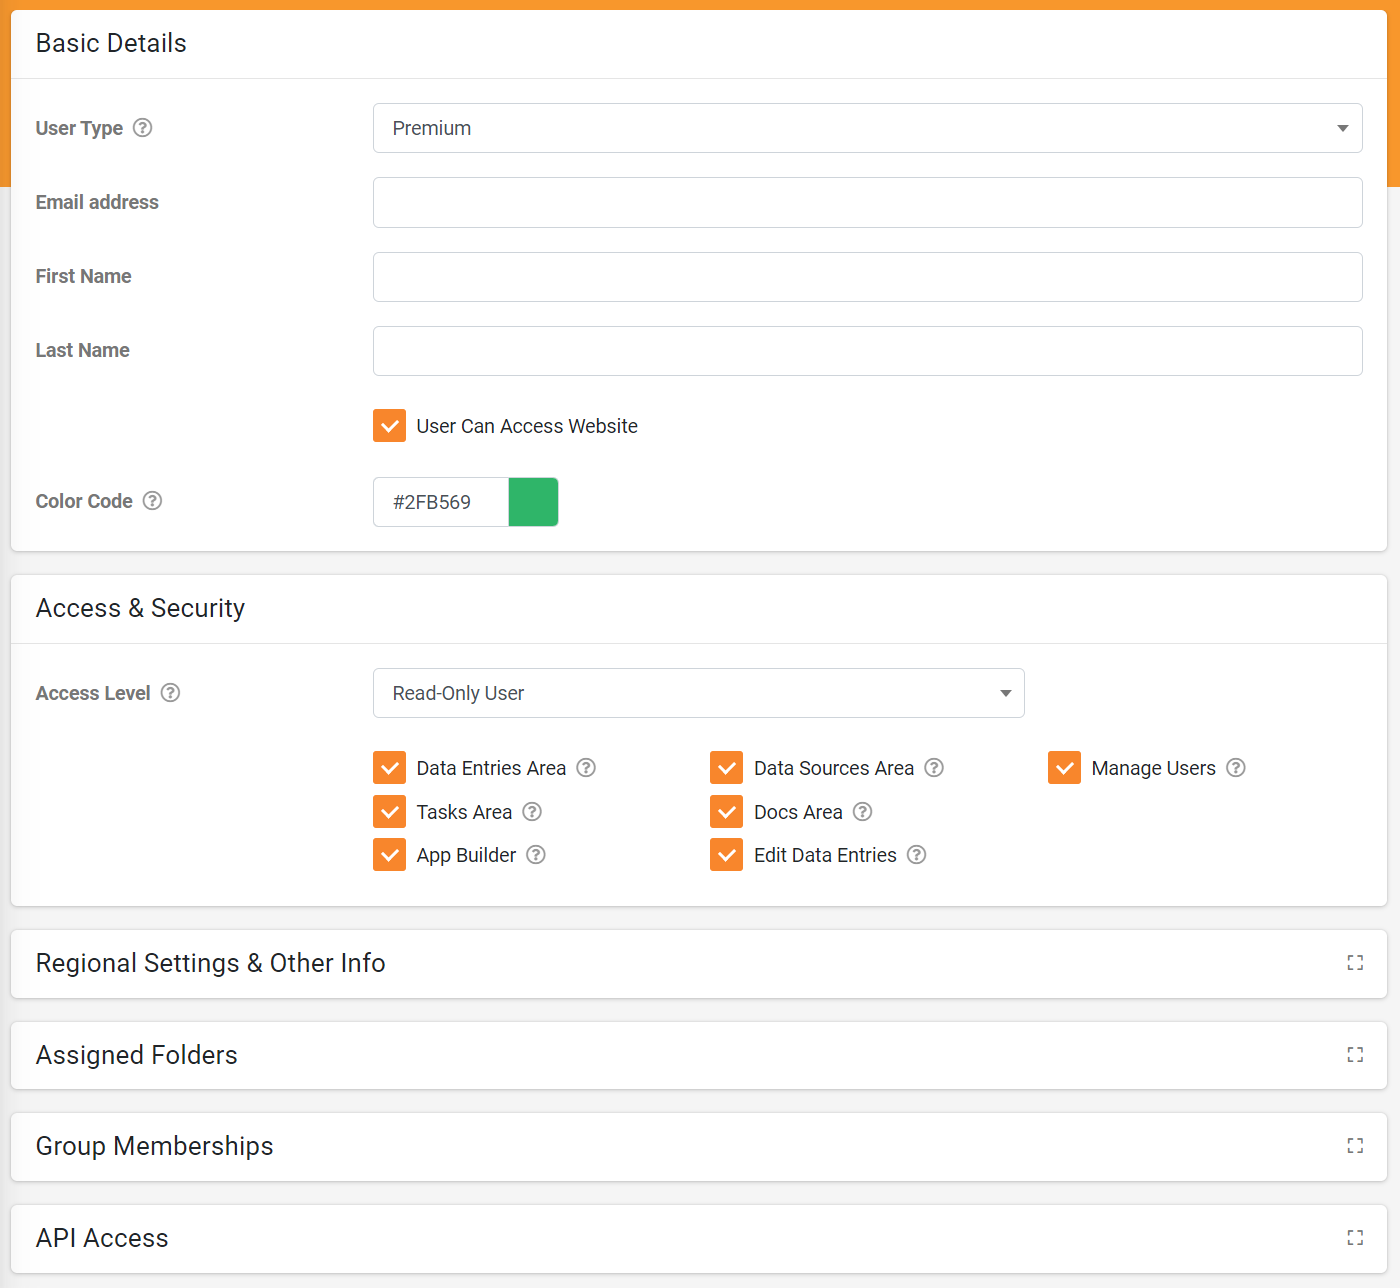 Basic Details
User Type
Premium
Email address
First Name
Last Name
User Can Access Website
Color Code
#2FB569
Access & Security
Access Level
Read-Only User
Data Entries Area
Data Sources Area
Manage Users
Tasks Area
Docs Area
App Builder
Edit Data Entries
Regional Settings & Other Info
Assigned Folders
Group Memberships
API Access